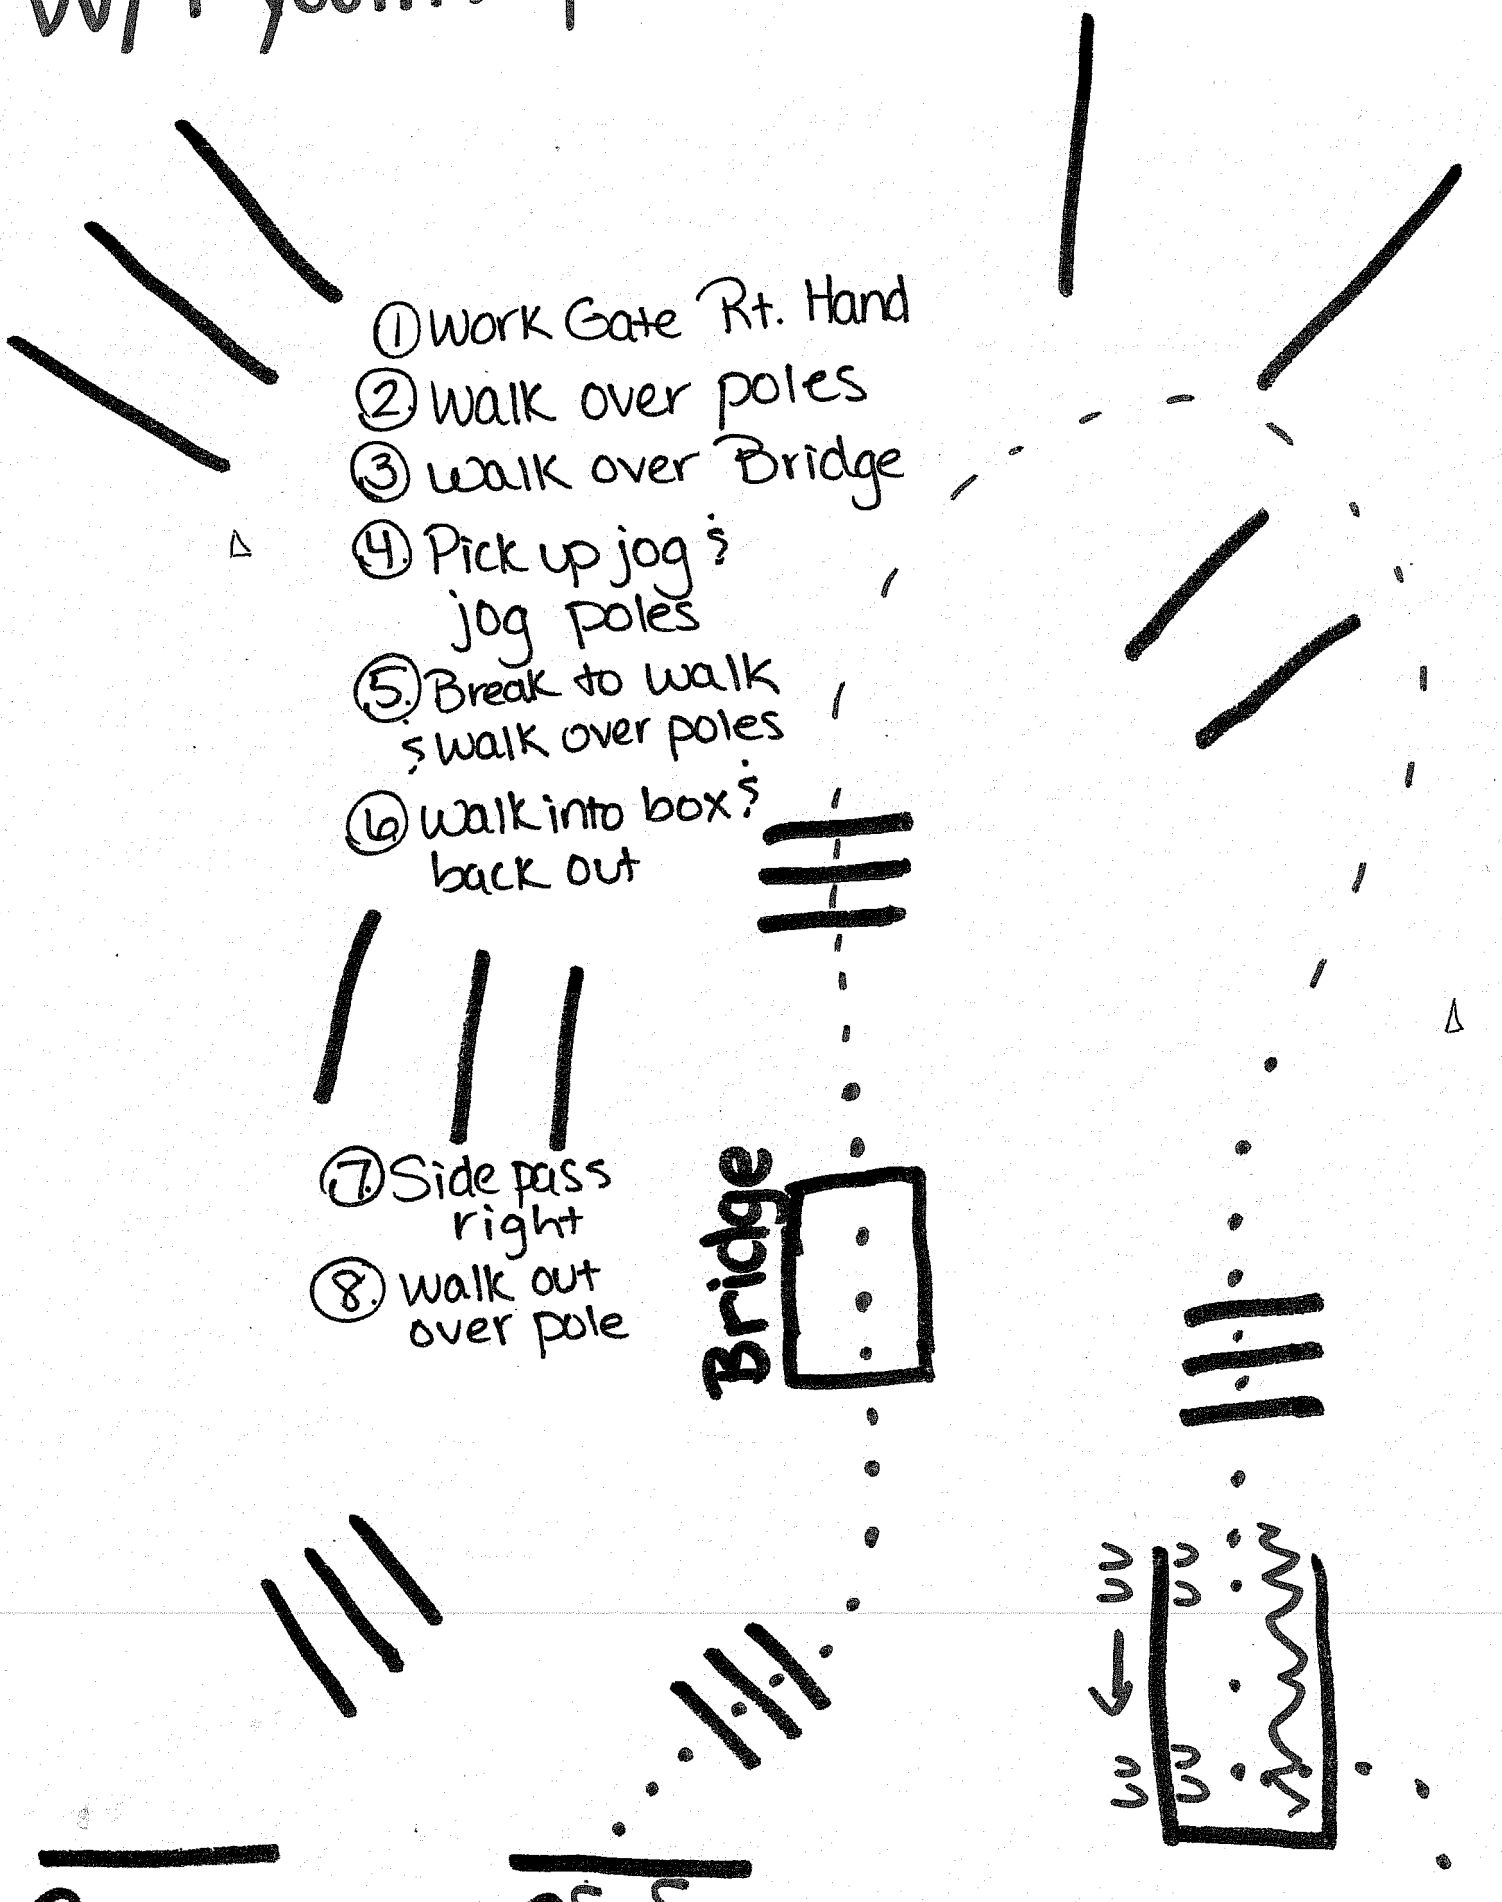 ① Work Gate Rt. Hand
② Walk over poles
③ Walk over Bridge
④ Pick up jog &
jog poles
⑤ Break to walk
& walk over poles
⑥ Walk into box &
back out
⑦ Side pass
right
⑧ Walk out
over pole
Bridge